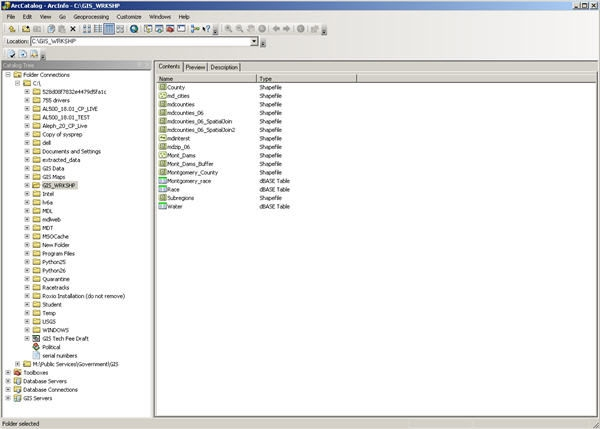 ArcCatalog - ArcInfo - C:\GIS_WRKSHP
File Edit View Go Geoprocessing Customize Windows Help
Location: C:\GIS_WRKSHP
Catalog Tree
Folder Connections
C:\
528d08f7832e4479d5fa1c
755 drivers
AL500_18.01_CP_LIVE
AL500_18.01_TEST
Aleph_20_CP_Live
Copy of sysprep
dell
Documents and Settings
extracted_data
GIS Data
GIS Maps
GIS_WRKSHP
Intel
lv6a
MDL
mdlweb
MDT
MSOCache
New Folder
Program Files
Python25
Python26
Quarantine
Racetracks
Roxio Installation (do not remove)
Student
Temp
USGS
WINDOWS
GIS Tech Fee Draft
Political
serial numbers
M:\Public Services\Government\GIS
Toolboxes
Database Servers
Database Connections
GIS Servers
Contents Preview Description
Name Type
County Shapefile
md_cities Shapefile
mdcounties Shapefile
mdcounties_06 Shapefile
mdcounties_06_SpatialJoin Shapefile
mdcounties_06_SpatialJoin2 Shapefile
mdinterst Shapefile
mdzip_06 Shapefile
Mont_Dams Shapefile
Mont_Dams_Buffer Shapefile
Montgomery_County Shapefile
Montgomery_race dBASE Table
Race dBASE Table
Subregions Shapefile
Water dBASE Table
Folder selected